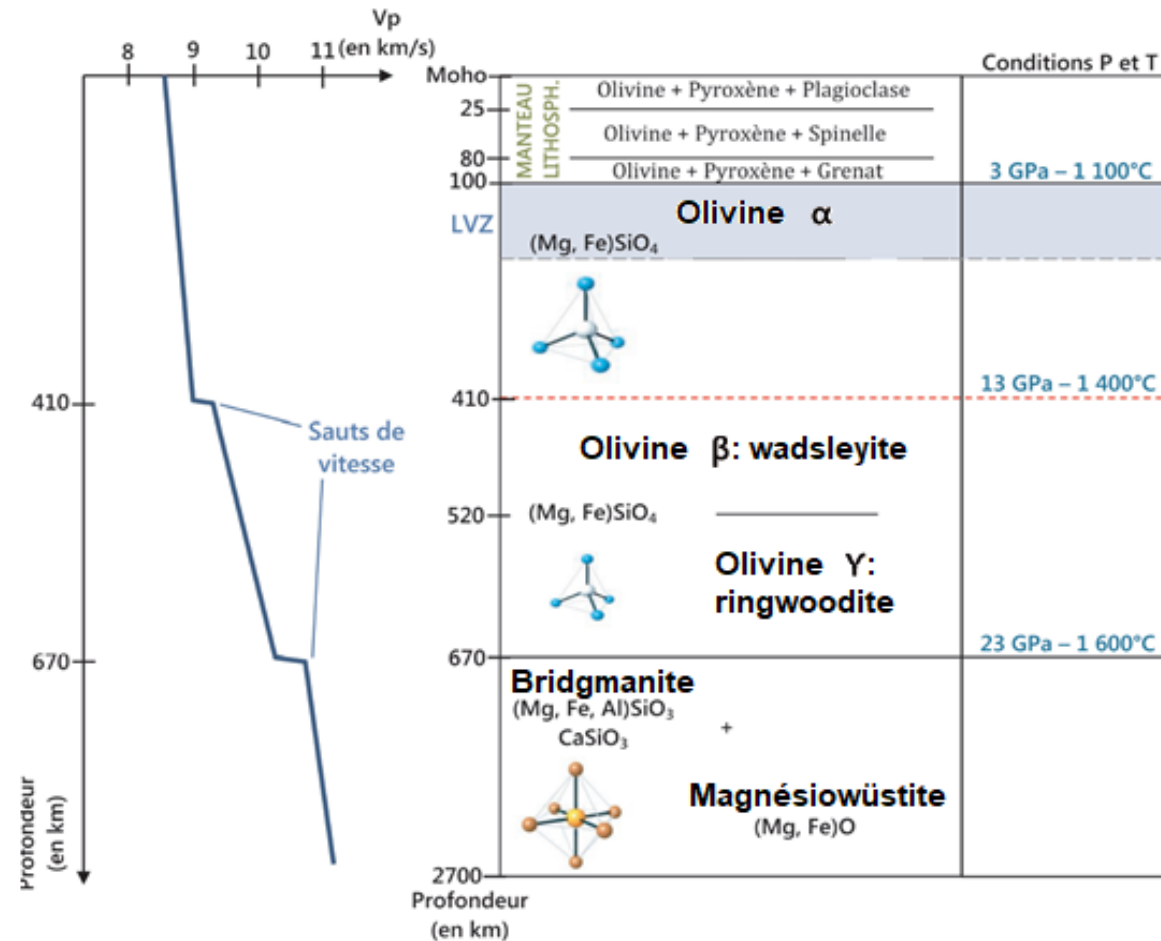 Vp
(en km/s)
8
9
10
11
410
670
Sauts de
vitesse
Profondeur
(en km)
Conditions P et T
Moho
25
80
100
MANTEAU
LITHOSPH.
Olivine + Pyroxène + Plagioclase
Olivine + Pyroxène + Spinelle
Olivine + Pyroxène + Grenat
3 GPa – 1 100°C
LVZ
Olivine α
(Mg, Fe)SiO₄
13 GPa – 1 400°C
410
Olivine β: wadsleyite
520
(Mg, Fe)SiO₄
Olivine ϒ:
ringwoodite
23 GPa – 1 600°C
670
Bridgmanite
(Mg, Fe, Al)SiO₃
CaSiO₃
+
Magnésiowüstite
(Mg, Fe)O
2700
Profondeur
(en km)